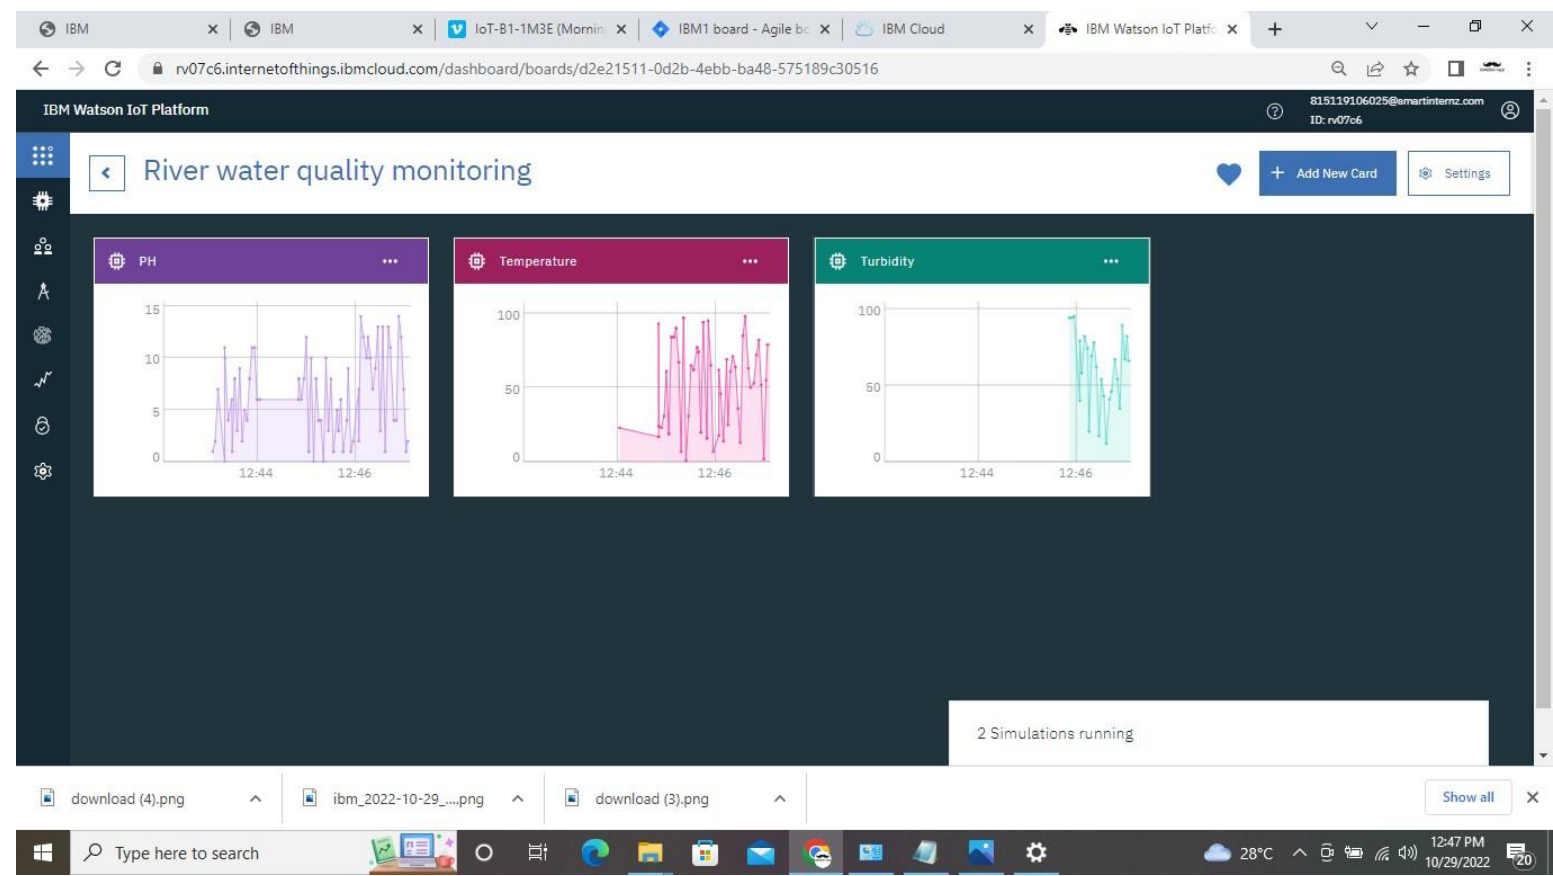 IBM
IBM
IoT-B1-1M3E (Mornin
IBM1 board - Agile bo
IBM Cloud
IBM Watson IoT Platfo
rv07c6.internetofthings.ibmcloud.com/dashboard/boards/d2e21511-0d2b-4ebb-ba48-575189c30516
IBM Watson IoT Platform
815119106025@smartinternz.com
ID: rv07c6
River water quality monitoring
Add New Card
Settings
PH
15
10
5
0
12:44
12:46
Temperature
100
50
0
12:44
12:46
Turbidity
100
50
0
12:44
12:46
2 Simulations running
download (4).png
ibm_2022-10-29_....png
download (3).png
Show all
Type here to search
28°C
12:47 PM
10/29/2022
20